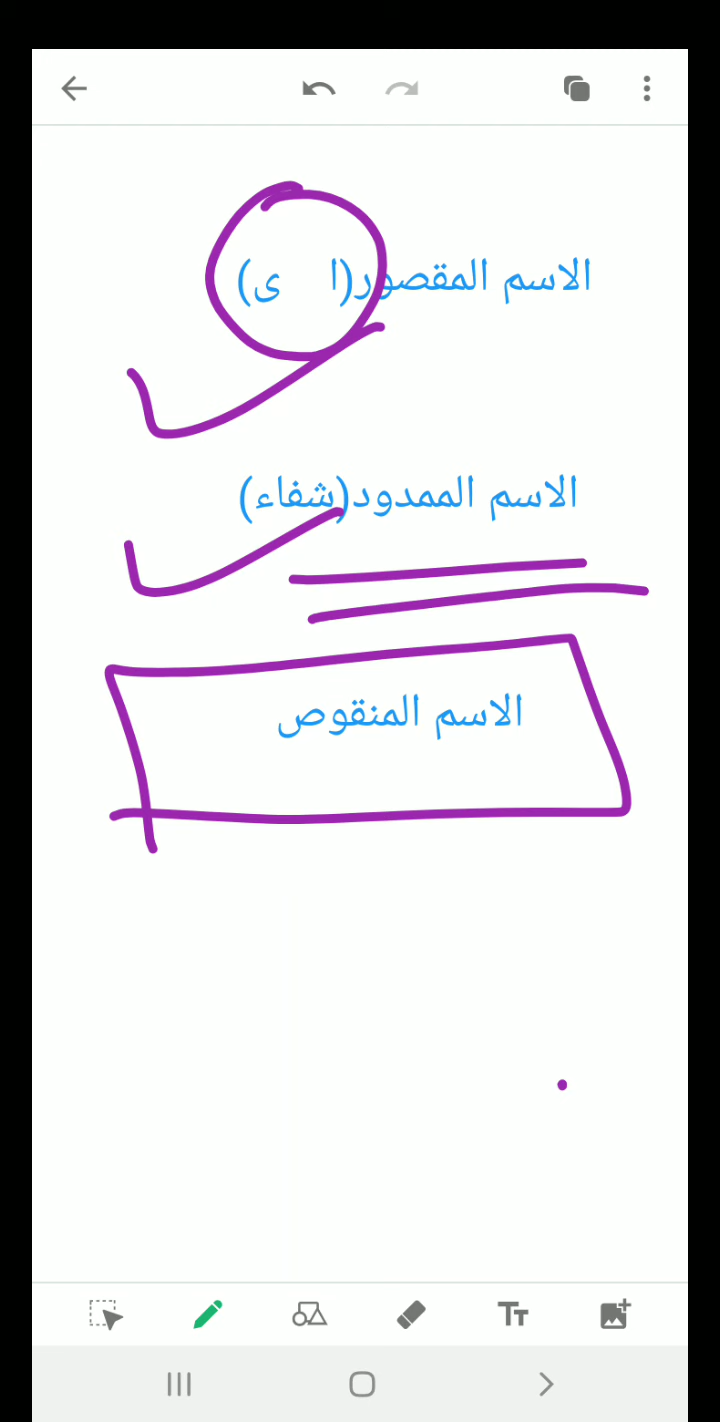 الاسم المقصور(ا ى)
الاسم الممدود(شفاء)
الاسم المنقوص